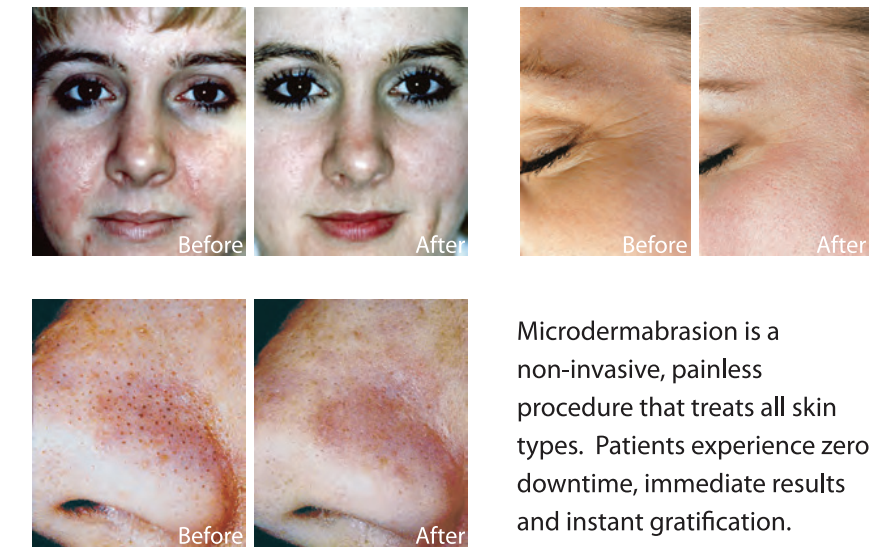 Before
After
Before
After
Before
After
Microdermabrasion is a
non-invasive, painless
procedure that treats all skin
types.  Patients experience zero
downtime, immediate results
and instant gratification.